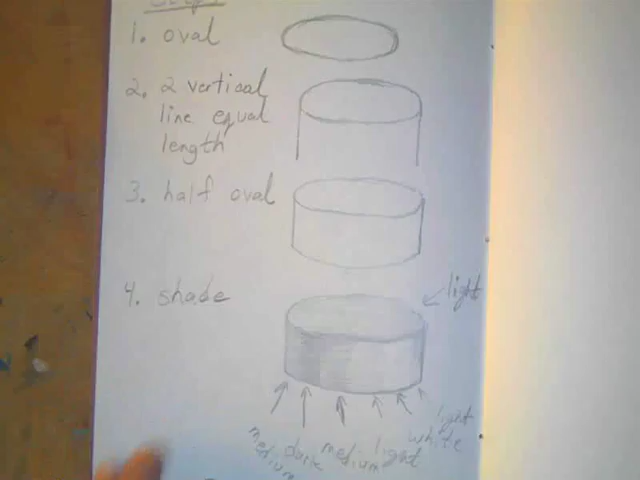 1. oval
2. 2 vertical
line equal
length
3. half oval
4. shade
light
medium
dark
medium
light
white
light